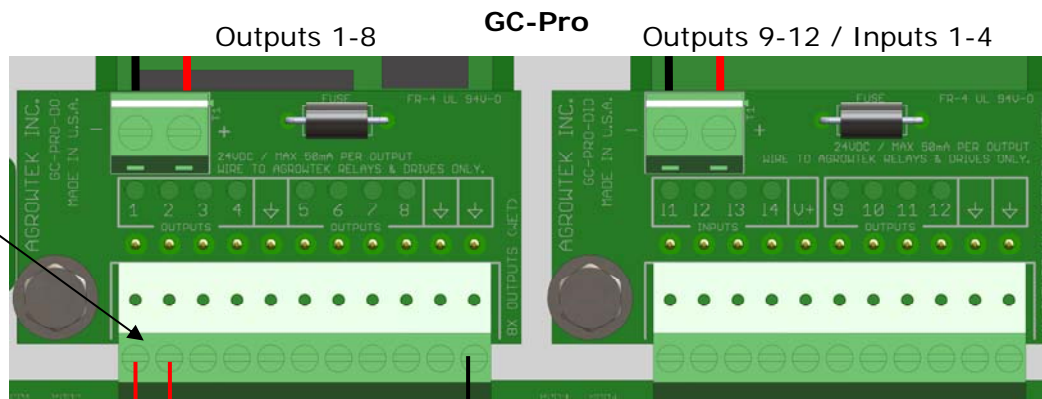 GC-Pro
Outputs 1-8
Outputs 9-12 / Inputs 1-4
AGROWTEK INC.
GC-PRO-DO
MADE IN U.S.A.
- +
T1
FUSE
FR-4 UL 94V-0
24VDC / MAX 50mA PER OUTPUT
WIRE TO AGROWTEK RELAYS & DRIVES ONLY.
1 2 3 4 5 6 7 8
OUTPUTS OUTPUTS
8X OUTPUTS (WET)
AGROWTEK INC.
GC-PRO-DIO
MADE IN U.S.A.
- +
T1
FUSE
FR-4 UL 94V-0
24VDC / MAX 50mA PER OUTPUT
WIRE TO AGROWTEK RELAYS & DRIVES ONLY.
I1 I2 I3 I4 V+ 9 10 11 12
INPUTS OUTPUTS